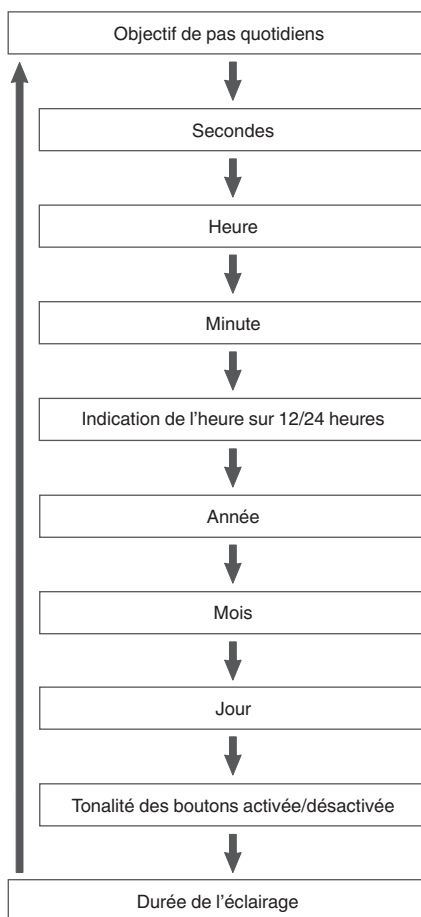 Objectif de pas quotidiens
Secondes
Heure
Minute
Indication de l’heure sur 12/24 heures
Année
Mois
Jour
Tonalité des boutons activée/désactivée
Durée de l’éclairage